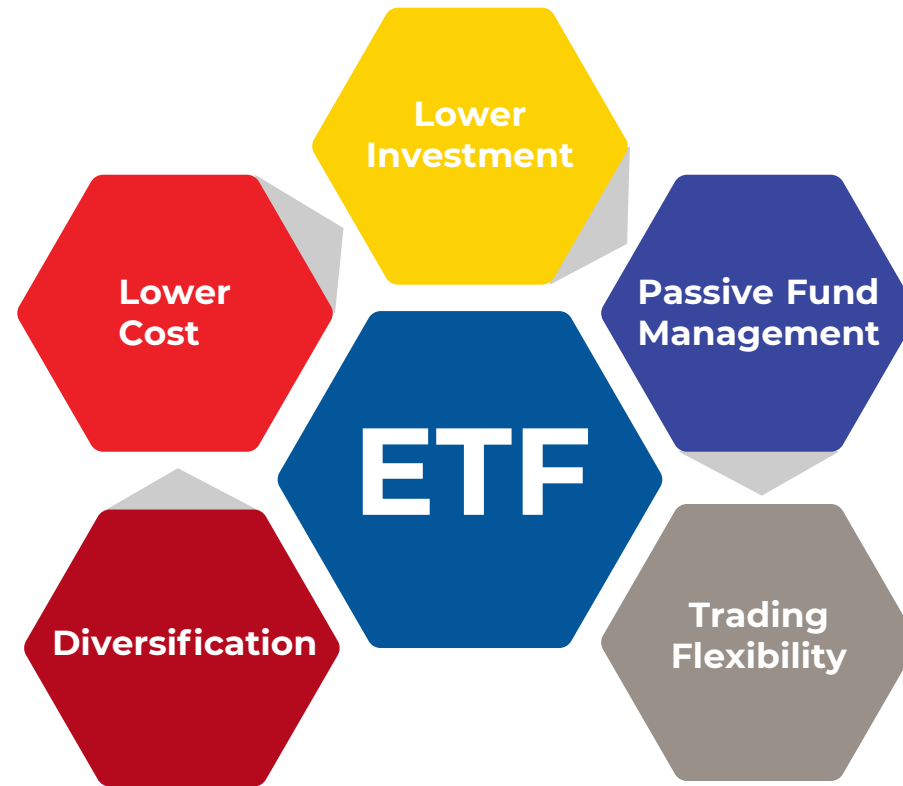 Lower
Investment
Lower
Cost
Passive Fund
Management
ETF
Diversification
Trading
Flexibility